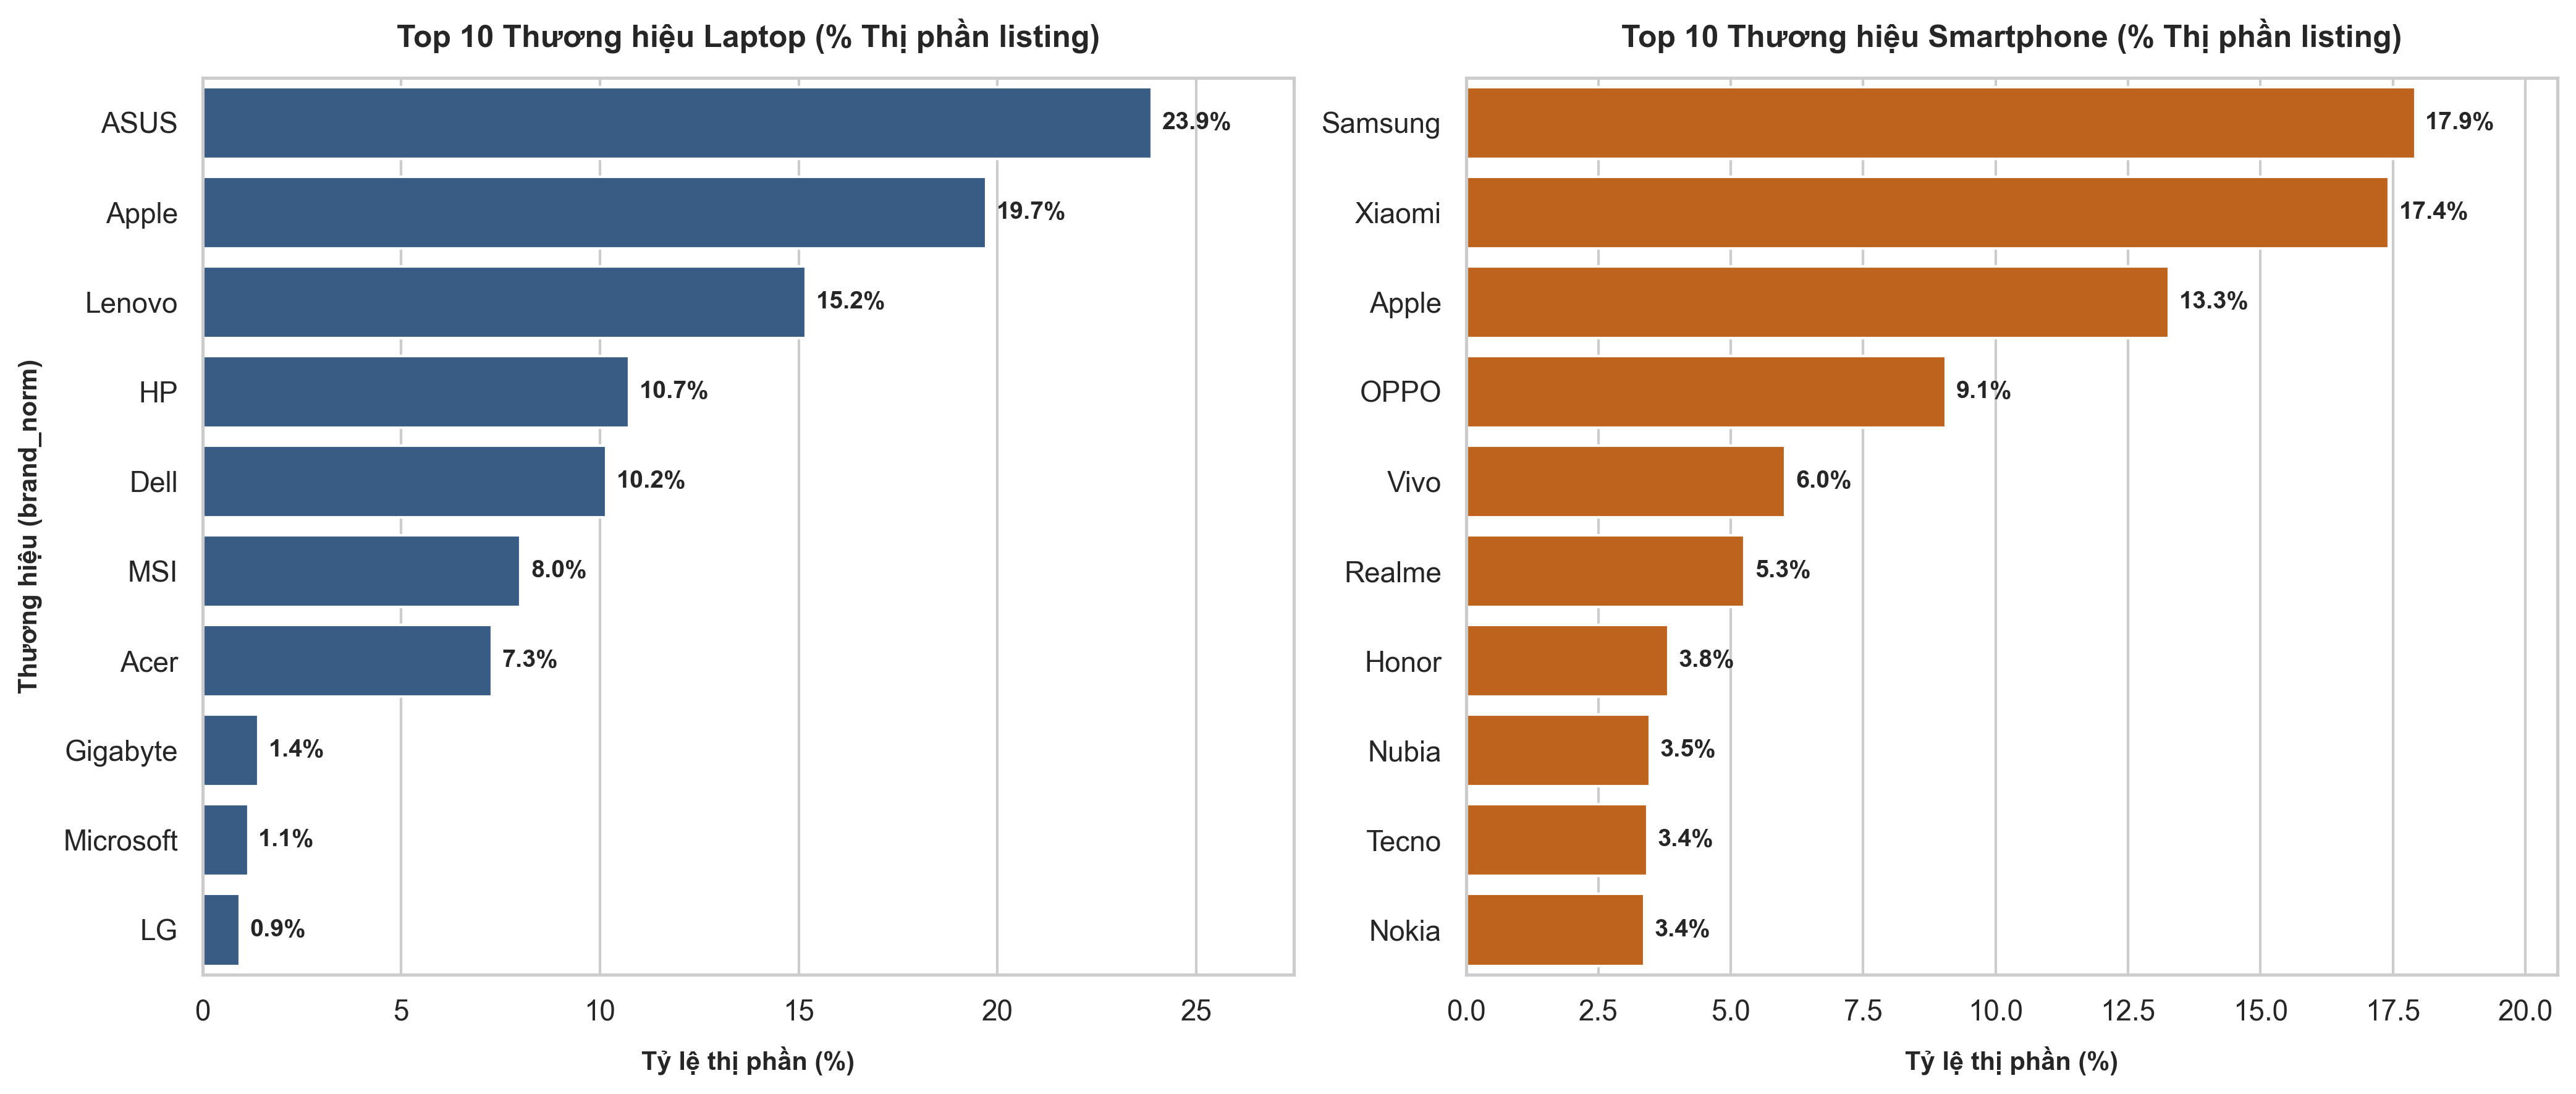 Top 10 Thương hiệu Laptop (% Thị phần listing)
Thương hiệu (brand_norm)
ASUS 23.9%
Apple 19.7%
Lenovo 15.2%
HP 10.7%
Dell 10.2%
MSI 8.0%
Acer 7.3%
Gigabyte 1.4%
Microsoft 1.1%
LG 0.9%
0 5 10 15 20 25
Tỷ lệ thị phần (%)
Top 10 Thương hiệu Smartphone (% Thị phần listing)
Samsung 17.9%
Xiaomi 17.4%
Apple 13.3%
OPPO 9.1%
Vivo 6.0%
Realme 5.3%
Honor 3.8%
Nubia 3.5%
Tecno 3.4%
Nokia 3.4%
0.0 2.5 5.0 7.5 10.0 12.5 15.0 17.5 20.0
Tỷ lệ thị phần (%)